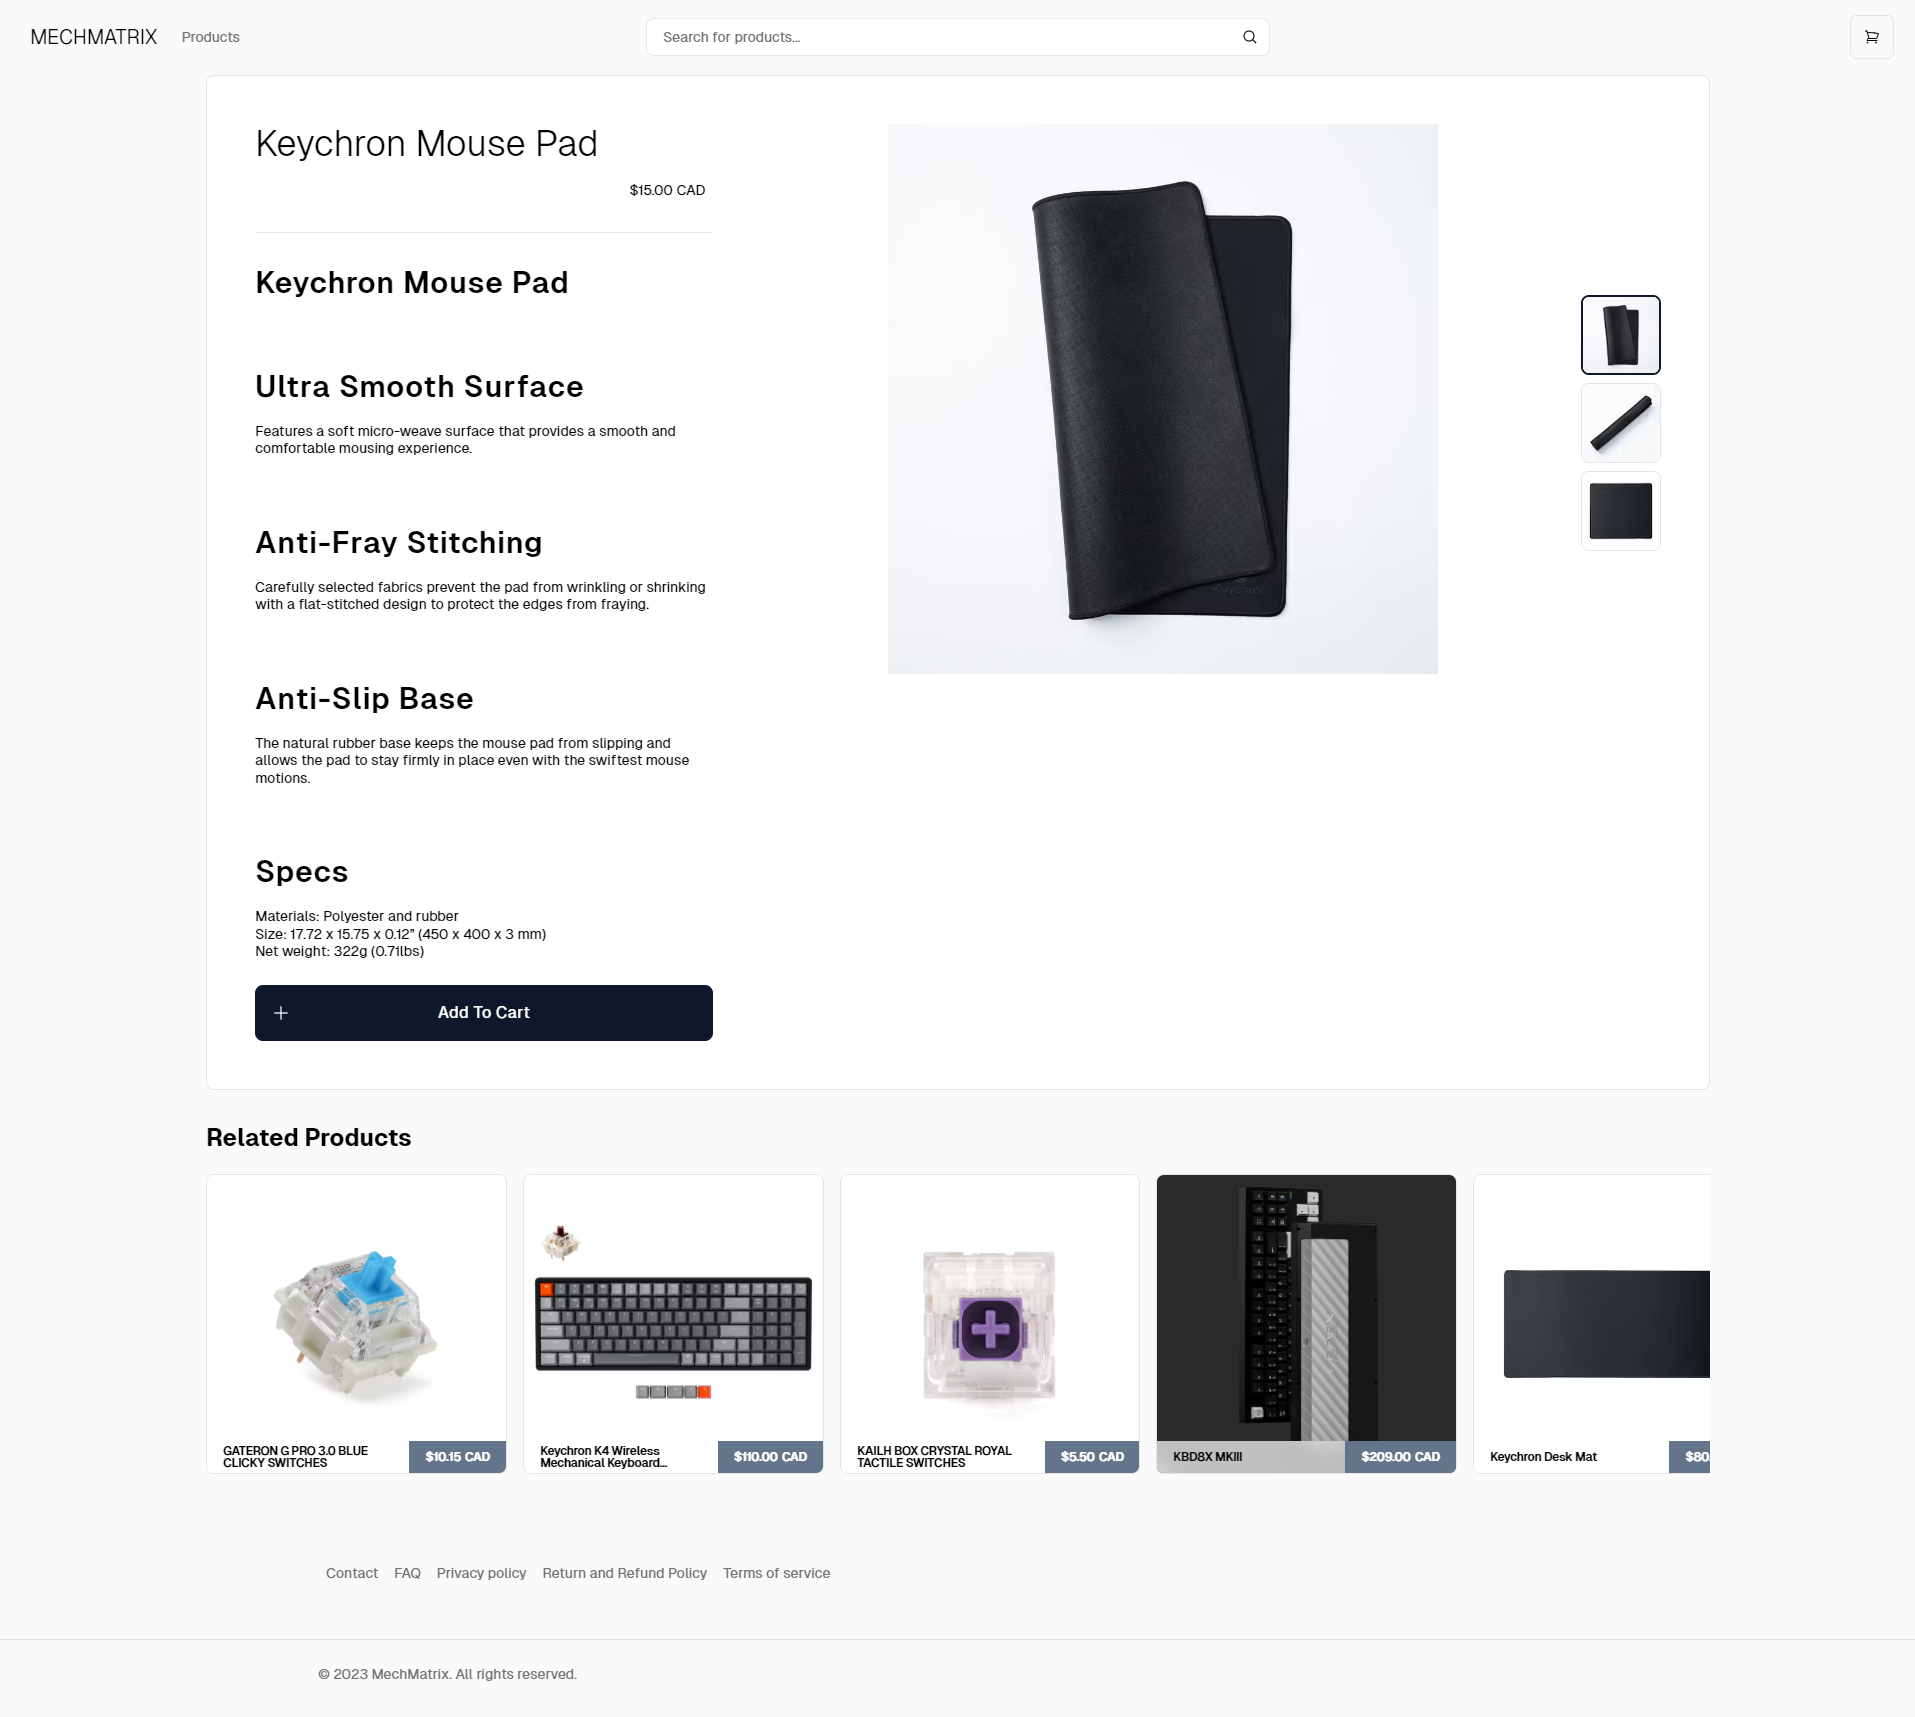 MECHMATRIX
Products
Search for products...
Keychron Mouse Pad
$15.00 CAD
Keychron Mouse Pad
Ultra Smooth Surface
Features a soft micro-weave surface that provides a smooth and
comfortable mousing experience.
Anti-Fray Stitching
Carefully selected fabrics prevent the pad from wrinkling or shrinking
with a flat-stitched design to protect the edges from fraying.
Anti-Slip Base
The natural rubber base keeps the mouse pad from slipping and
allows the pad to stay firmly in place even with the swiftest mouse
motions.
Specs
Materials: Polyester and rubber
Size: 17.72 x 15.75 x 0.12” (450 x 400 x 3 mm)
Net weight: 322g (0.71lbs)
Add To Cart
Keychron
Related Products
GATERON G PRO 3.0 BLUE
CLICKY SWITCHES
$10.15 CAD
Keychron K4 Wireless
Mechanical Keyboard...
$110.00 CAD
KAILH BOX CRYSTAL ROYAL
TACTILE SWITCHES
$5.50 CAD
KBD8X MKIII
$209.00 CAD
Keychron Desk Mat
$80.
Contact
FAQ
Privacy policy
Return and Refund Policy
Terms of service
© 2023 MechMatrix. All rights reserved.